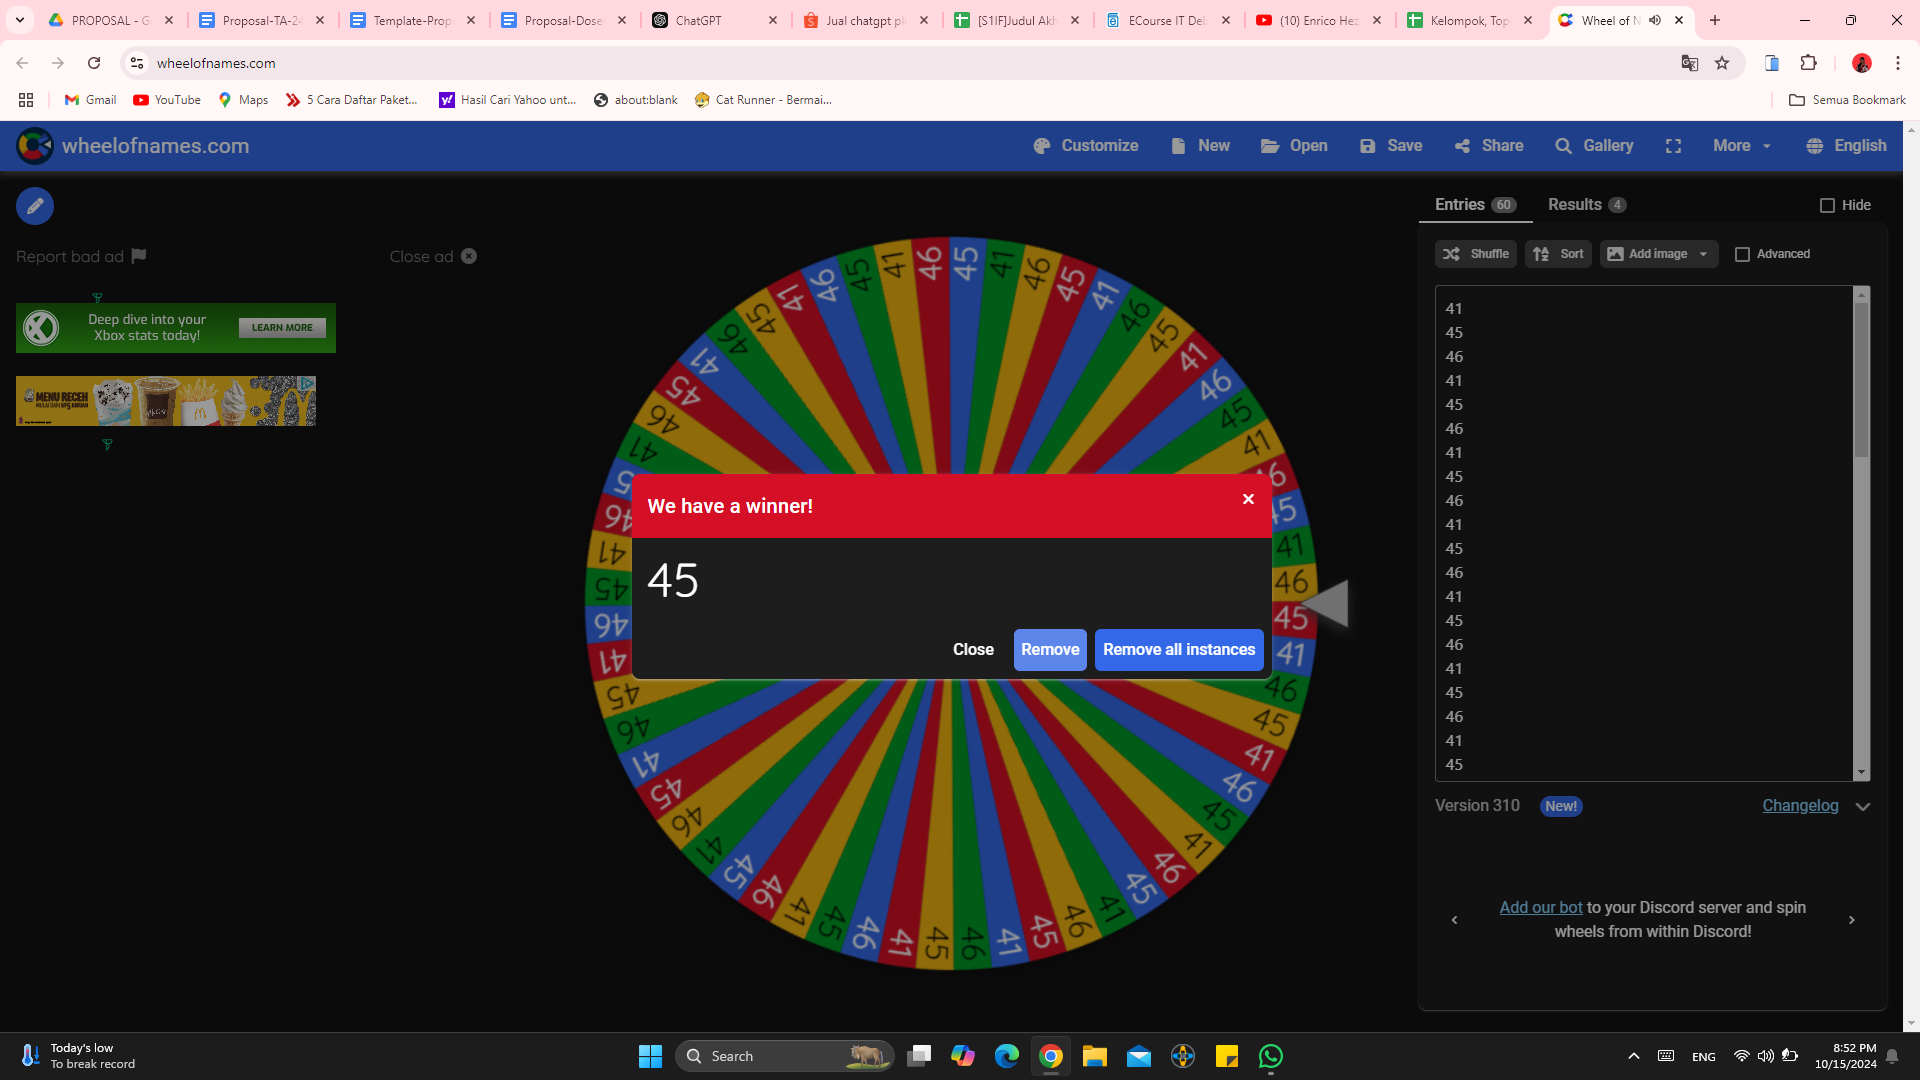 PROPOSAL - G
Proposal-TA-24
Template-Prop
Proposal-Dose
ChatGPT
Jual chatgpt pl
[S1IF]Judul Akh
ECourse IT Del
(10) Enrico Hez
Kelompok, Top
Wheel of N
wheelofnames.com
Gmail
YouTube
Maps
5 Cara Daftar Paket...
Hasil Cari Yahoo unt...
about:blank
Cat Runner - Bermai...
Semua Bookmark
wheelofnames.com
Customize
New
Open
Save
Share
Gallery
More
English
Report bad ad
Close ad
Deep dive into your
Xbox stats today!
LEARN MORE
MENU RECEH
Entries 60
Results 4
Hide
Shuffle
Sort
Add image
Advanced
41
45
46
41
45
46
41
45
46
41
45
46
41
45
46
41
45
46
41
45
We have a winner!
45
Close
Remove
Remove all instances
Version 310
New!
Changelog
Add our bot to your Discord server and spin
wheels from within Discord!
Today's low
To break record
Search
ENG
8:52 PM
10/15/2024